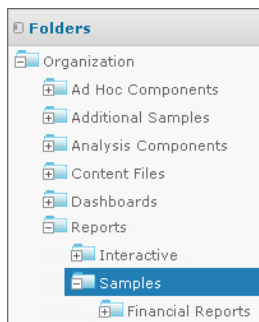 Folders
Organization
Ad Hoc Components
Additional Samples
Analysis Components
Content Files
Dashboards
Reports
Interactive
Samples
Financial Reports